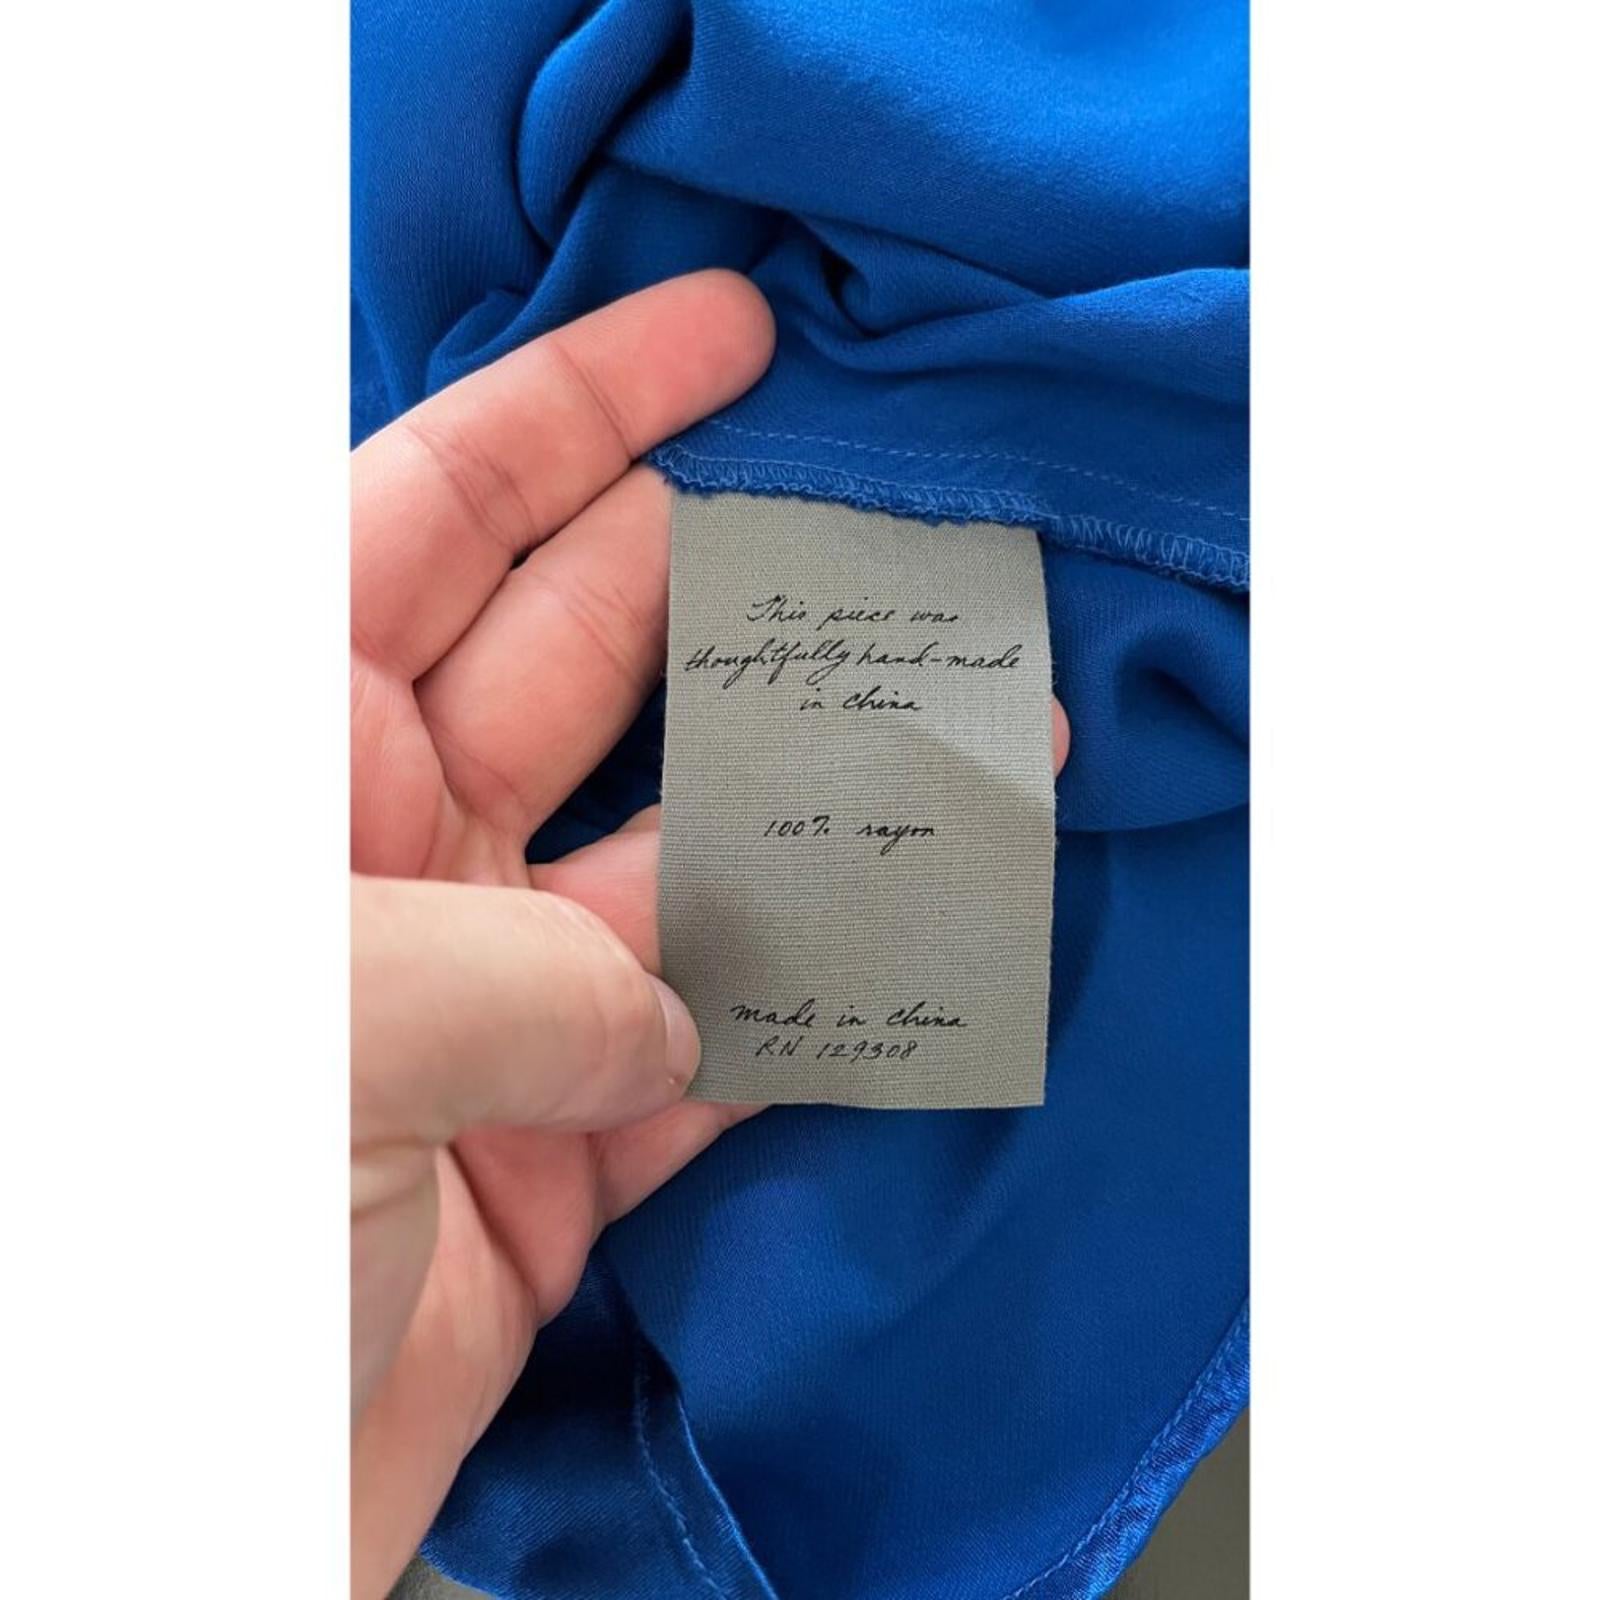 This piece was
thoughtfully hand-made
in china
100% rayon
made in china
RN 129308